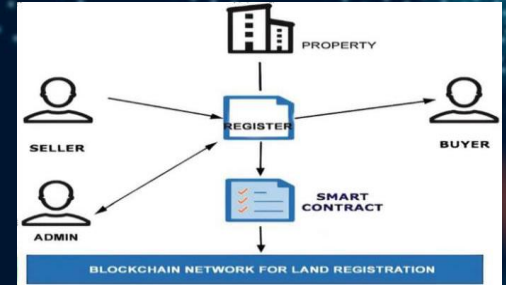 PROPERTY
REGISTER
SELLER
BUYER
SMART
CONTRACT
ADMIN
BLOCKCHAIN NETWORK FOR LAND REGISTRATION